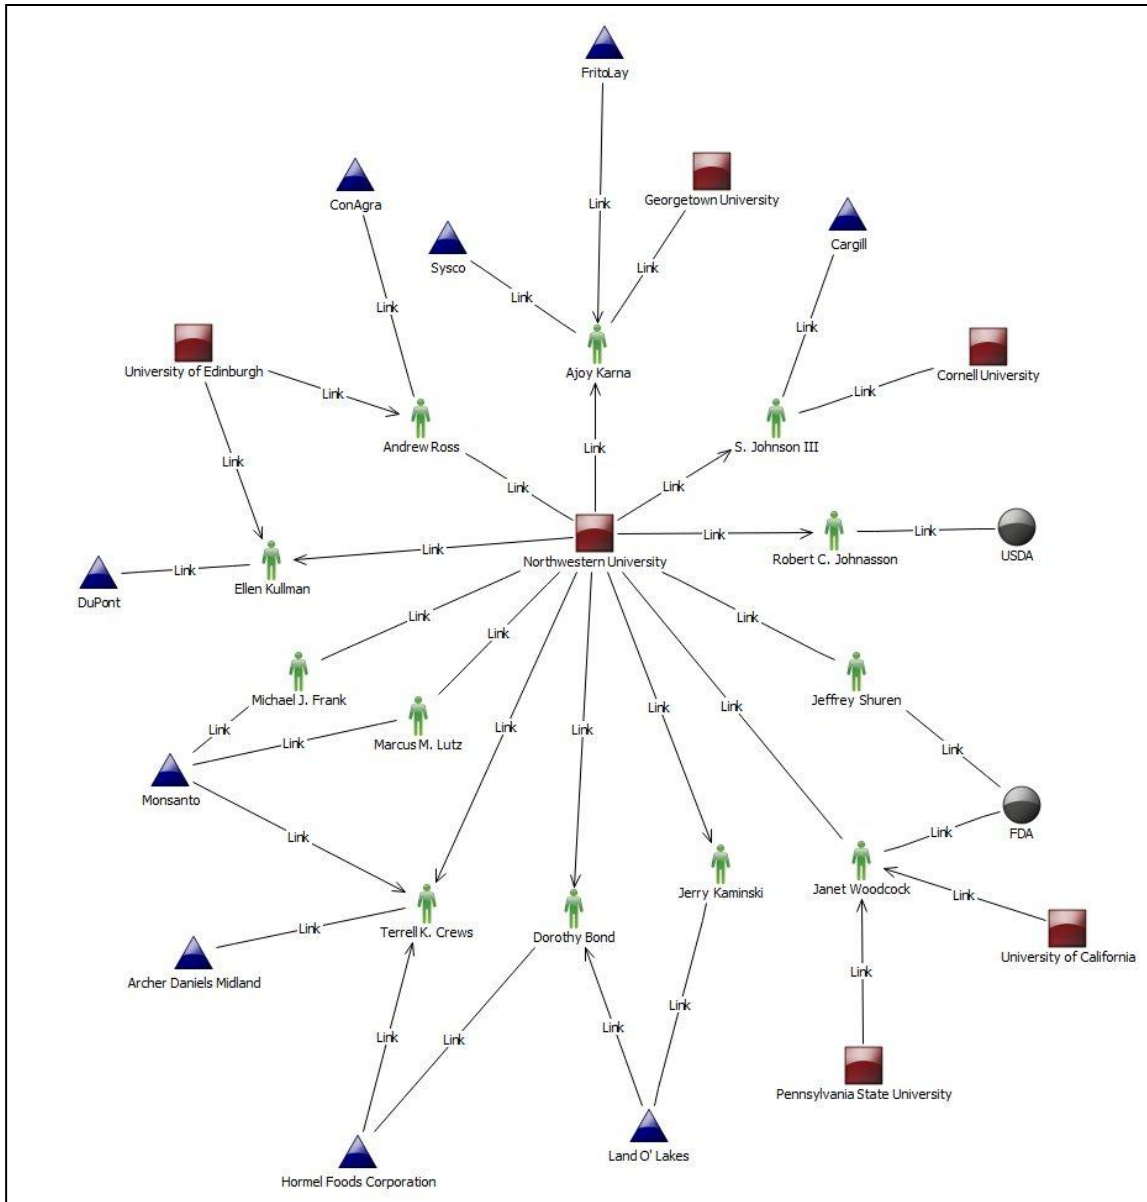 FritoLay
Link
Georgetown University
ConAgra
Cargill
Sysco
Link
Link
Link
Link
Link
University of Edinburgh
Ajoy Karna
Cornell University
Link
Link
Andrew Ross
S. Johnson III
Link
Link
Link
Link
Link
Link
Link
Northwestern University
Robert C. Johnasson
USDA
Link
DuPont
Ellen Kullman
Link
Link
Link
Michael J. Frank
Jeffrey Shuren
Link
Link
Link
Link
Link
Marcus M. Lutz
Link
Link
Monsanto
Link
Link
FDA
Jerry Kaminski
Janet Woodcock
Link
Link
Terrell K. Crews
Dorothy Bond
University of California
Archer Daniels Midland
Link
Link
Link
Link
Link
Pennsylvania State University
Land O' Lakes
Hormel Foods Corporation